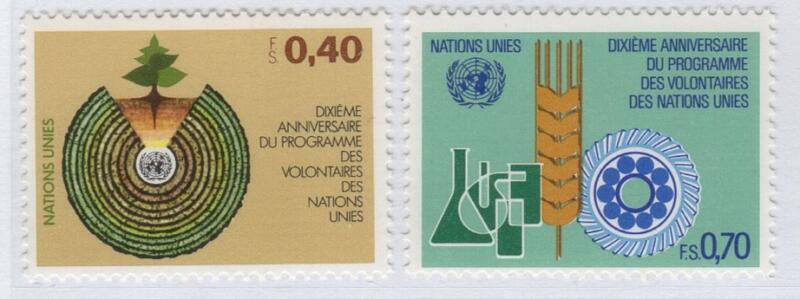 NATIONS UNIES
F.S. 0,40
DIXIÈME
ANNIVERSAIRE
DU PROGRAMME
DES
VOLONTAIRES
DES
NATIONS
UNIES
NATIONS UNIES
DIXIÈME ANNIVERSAIRE
DU PROGRAMME
DES VOLONTAIRES
DES NATIONS UNIES
F.S. 0,70